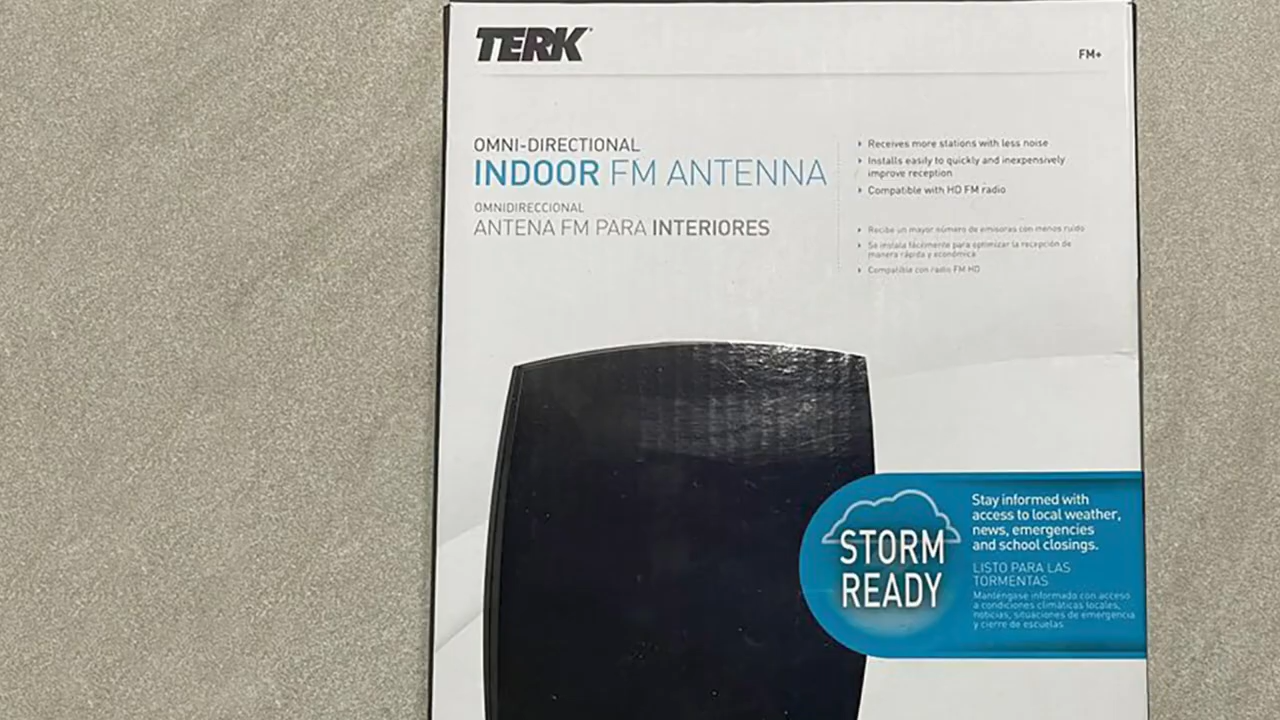 TERK
FM+
OMNI-DIRECTIONAL
INDOOR FM ANTENNA
OMNIDIRECCIONAL
ANTENA FM PARA INTERIORES
Receives more stations with less noise
Installs easily to quickly and inexpensively
improve reception
Compatible with HD FM radio
Recibe un mayor número de emisoras con menos ruido
Se instala fácilmente para optimizar la recepción de
manera rápida y económica
Compatible con radio FM HD
STORM
READY
Stay informed with
access to local weather,
news, emergencies
and school closings.
LISTO PARA LAS
TORMENTAS
Manténgase informado con acceso
a condiciones climáticas locales,
noticias, situaciones de emergencia
y cierre de escuelas